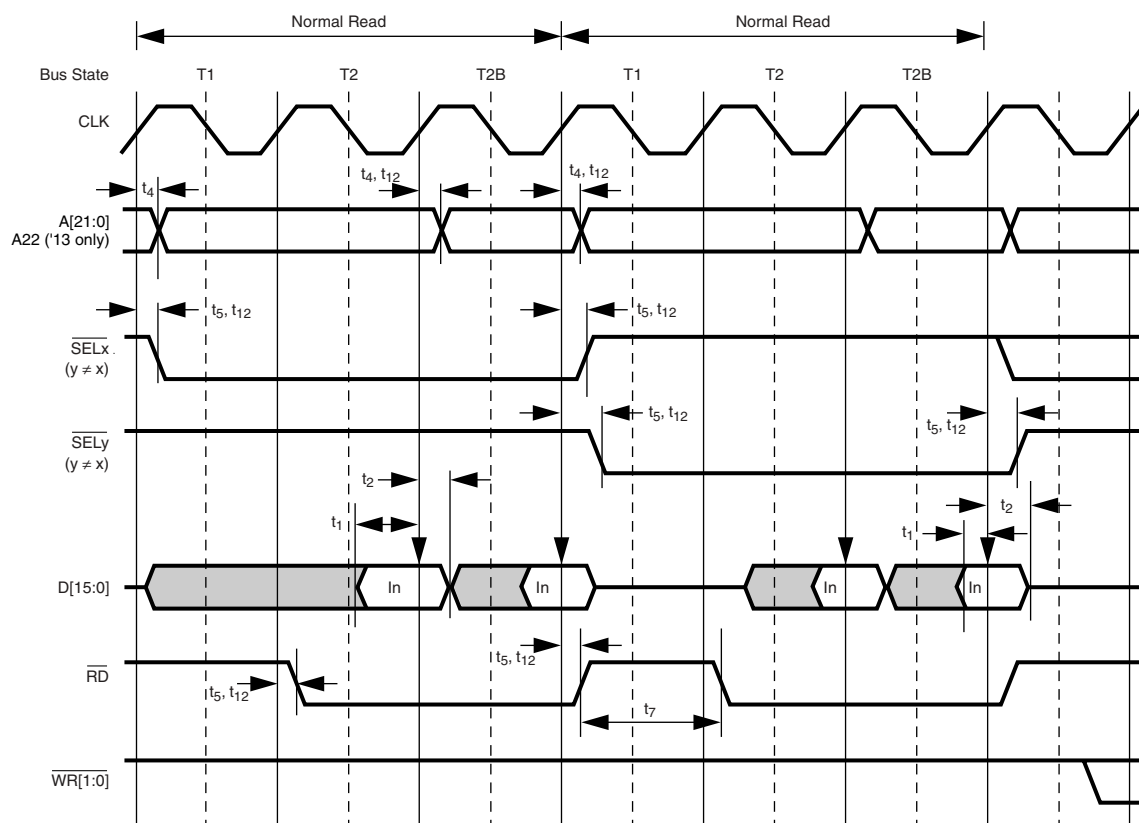 Normal Read Normal Read
Bus State T1 T2 T2B T1 T2 T2B
CLK
t4 t4, t12 t4, t12
A[21:0]
A22 ('13 only)
t5, t12 t5, t12
SELx
(y ≠ x)
t5, t12 t5, t12
SELy
(y ≠ x)
t2 t2
t1 t1
D[15:0] In In In In
t5, t12
RD
t5, t12
t7
WR[1:0]